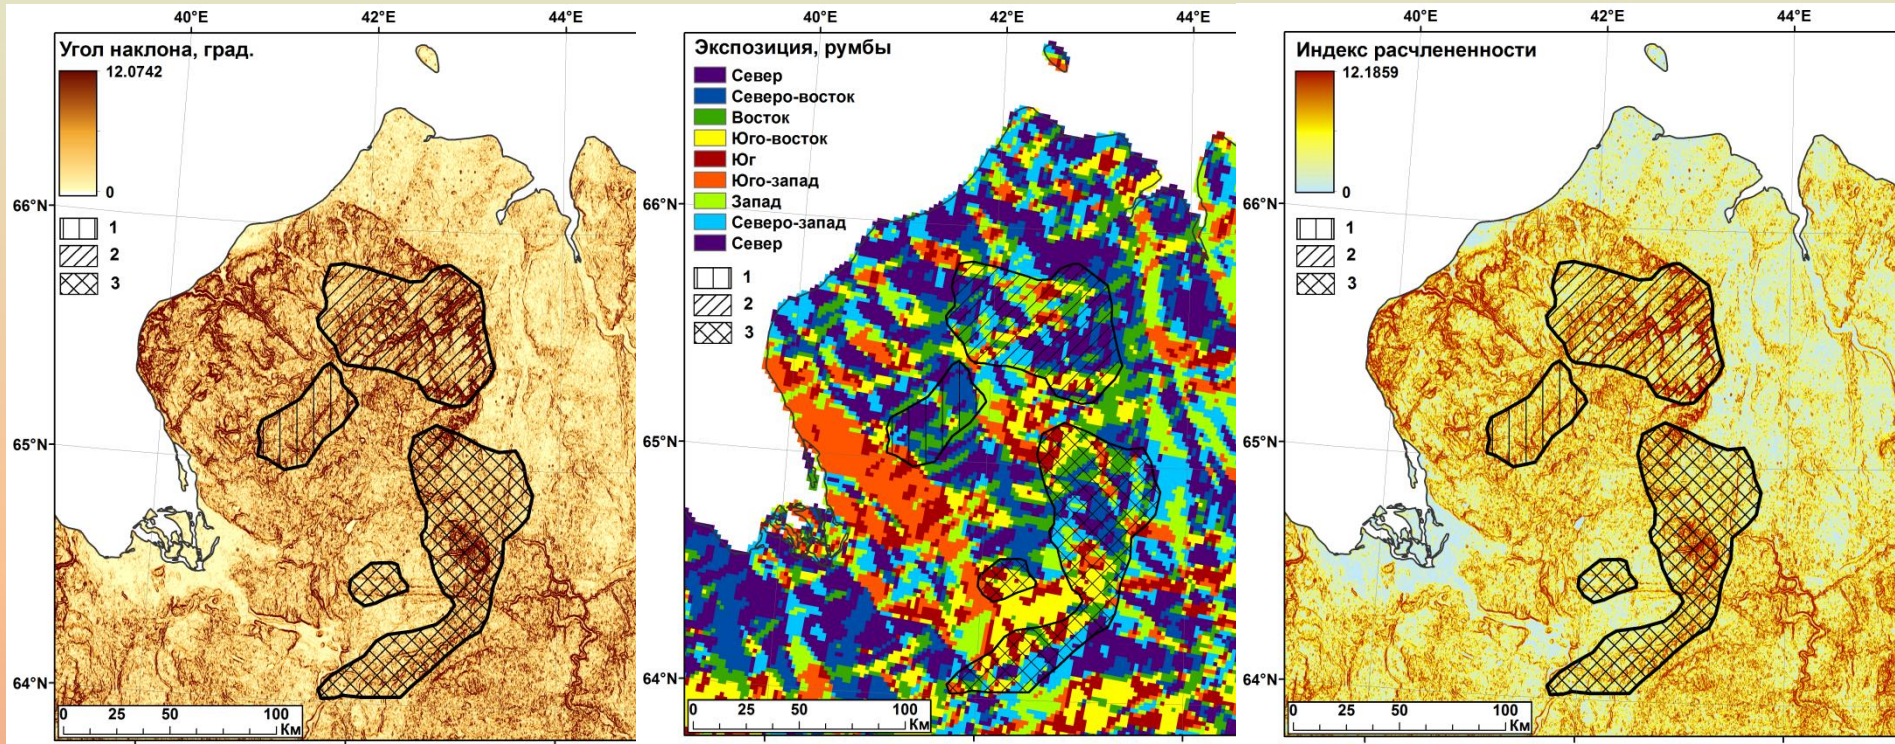 40°E 42°E 44°E
Угол наклона, град.
12.0742
0
1
2
3
66°N
65°N
64°N
0 25 50 100
Км
40°E 42°E 44°E
Экспозиция, румбы
Север
Северо-восток
Восток
Юго-восток
Юг
Юго-запад
Запад
Северо-запад
Север
1
2
3
66°N
65°N
64°N
0 25 50 100
Км
40°E 42°E 44°E
Индекс расчлененности
12.1859
0
1
2
3
66°N
65°N
64°N
0 25 50 100
Км